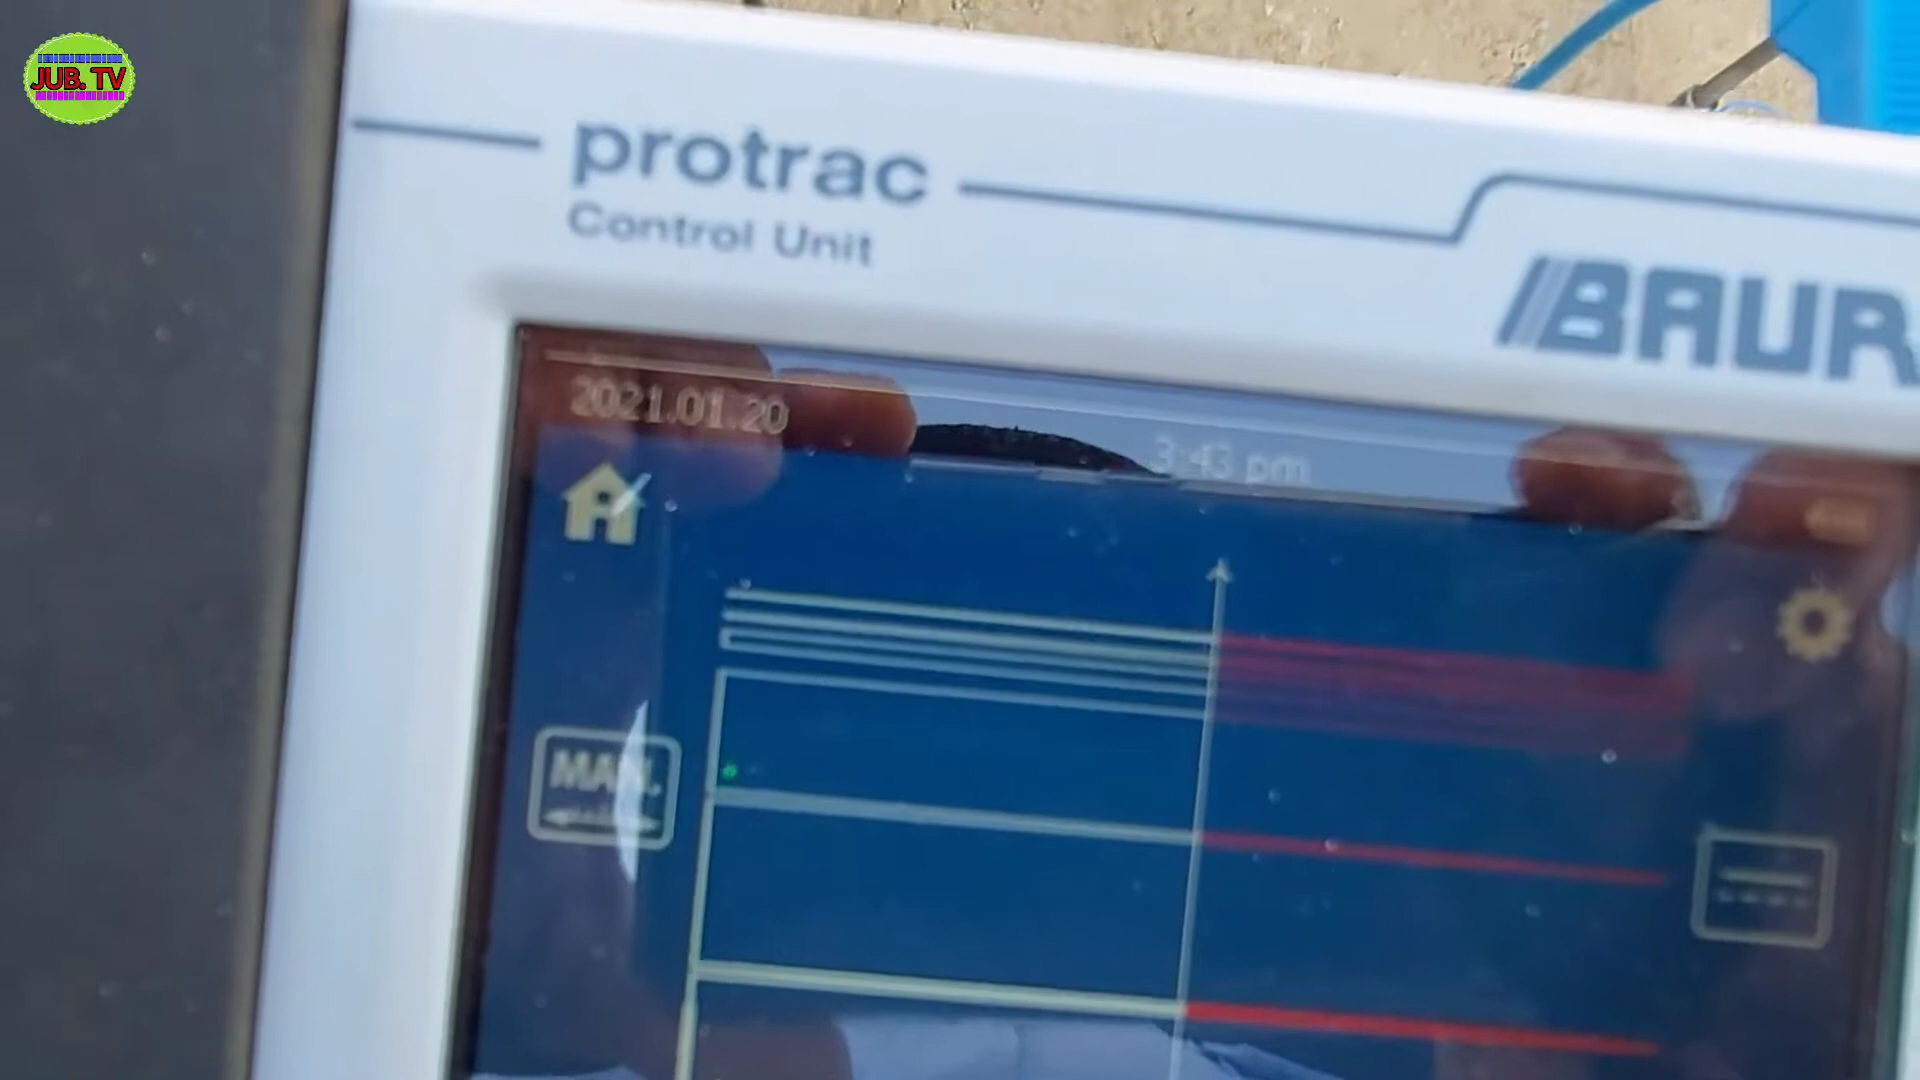 JUB. TV
protrac
Control Unit
BAUR
2021.01.20
3:43 pm
MAN.